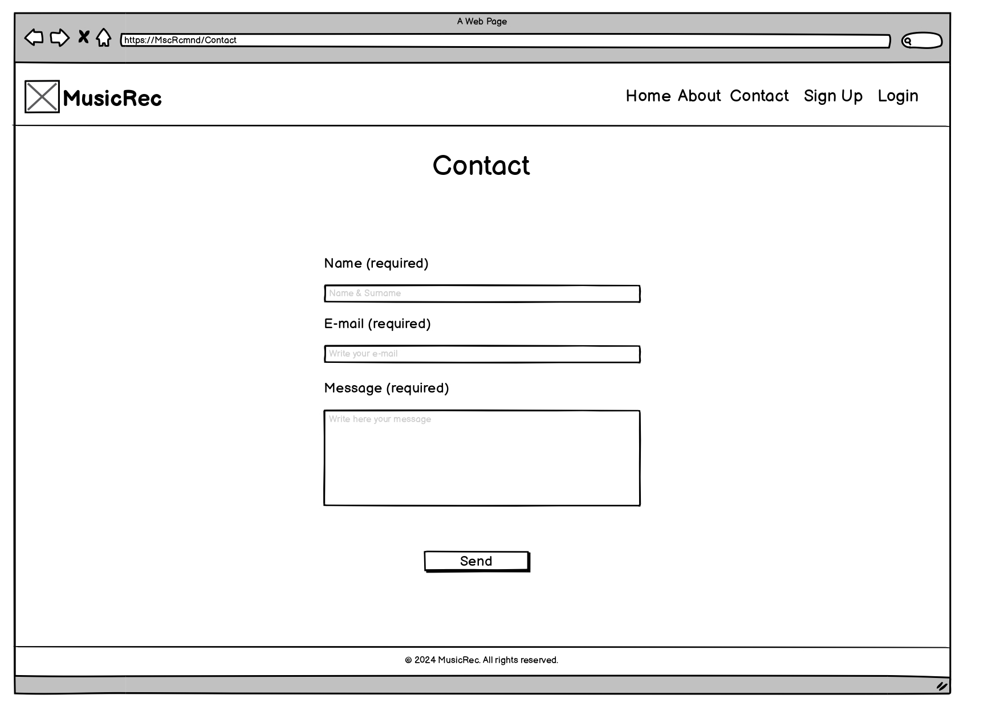 A Web Page
https://MscRcmnd/Contact
MusicRec
Home About Contact Sign Up Login
Contact
Name (required)
Name & Surname
E-mail (required)
Write your e-mail
Message (required)
Write here your message
Send
© 2024 MusicRec. All rights reserved.